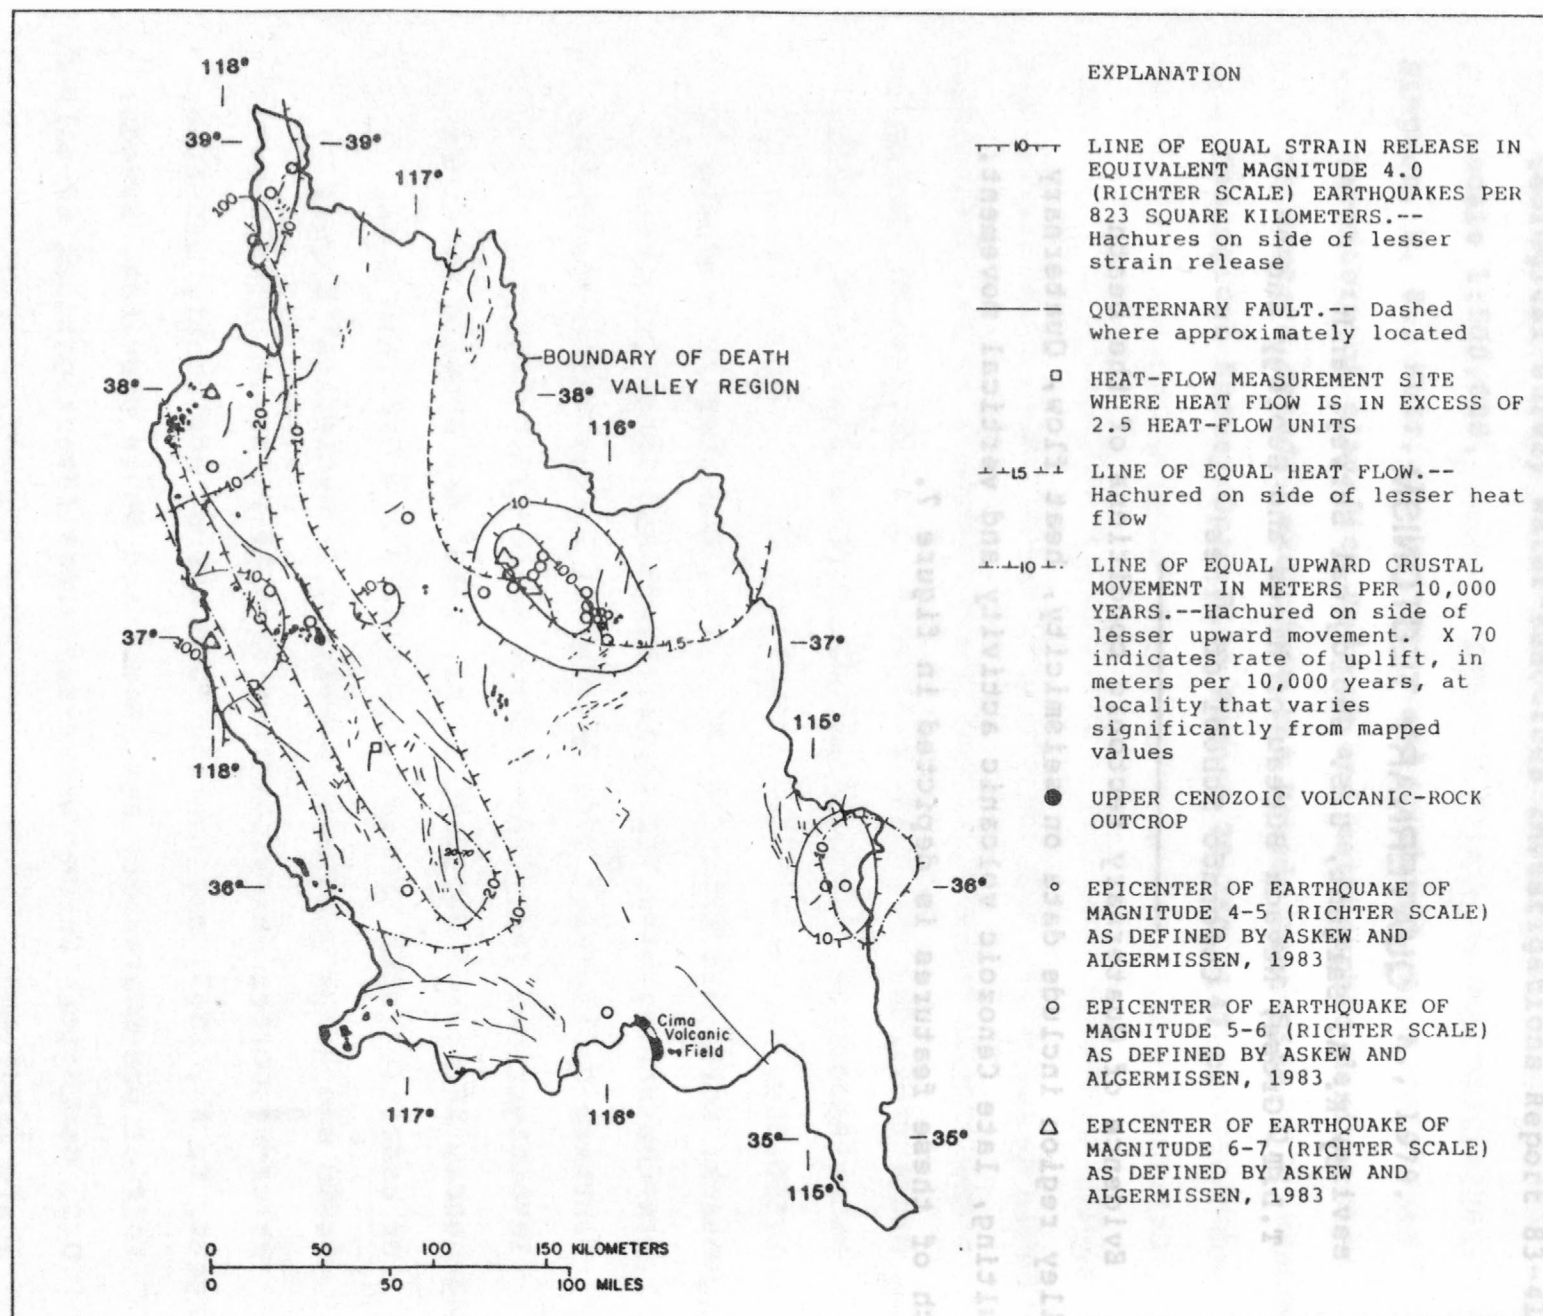 118°
39°
39°
117°
100
10
BOUNDARY OF DEATH
VALLEY REGION
38°
38°
116°
20
10
10
10
100
10
10
37°
100
1.5
37°
115°
118°
20-70
36°
20
10
10
10
36°
Cima
Volcanic
Field
117°
116°
35°
35°
115°
0 50 100 150 KILOMETERS
0 50 100 MILES
EXPLANATION
10 LINE OF EQUAL STRAIN RELEASE IN
EQUIVALENT MAGNITUDE 4.0
(RICHTER SCALE) EARTHQUAKES PER
823 SQUARE KILOMETERS.--
Hachures on side of lesser
strain release
QUATERNARY FAULT.-- Dashed
where approximately located
HEAT-FLOW MEASUREMENT SITE
WHERE HEAT FLOW IS IN EXCESS OF
2.5 HEAT-FLOW UNITS
1.5 LINE OF EQUAL HEAT FLOW.--
Hachured on side of lesser heat
flow
10 LINE OF EQUAL UPWARD CRUSTAL
MOVEMENT IN METERS PER 10,000
YEARS.--Hachured on side of
lesser upward movement. X 70
indicates rate of uplift, in
meters per 10,000 years, at
locality that varies
significantly from mapped
values
UPPER CENOZOIC VOLCANIC-ROCK
OUTCROP
EPICENTER OF EARTHQUAKE OF
MAGNITUDE 4-5 (RICHTER SCALE)
AS DEFINED BY ASKEW AND
ALGERMISSEN, 1983
EPICENTER OF EARTHQUAKE OF
MAGNITUDE 5-6 (RICHTER SCALE)
AS DEFINED BY ASKEW AND
ALGERMISSEN, 1983
EPICENTER OF EARTHQUAKE OF
MAGNITUDE 6-7 (RICHTER SCALE)
AS DEFINED BY ASKEW AND
ALGERMISSEN, 1983